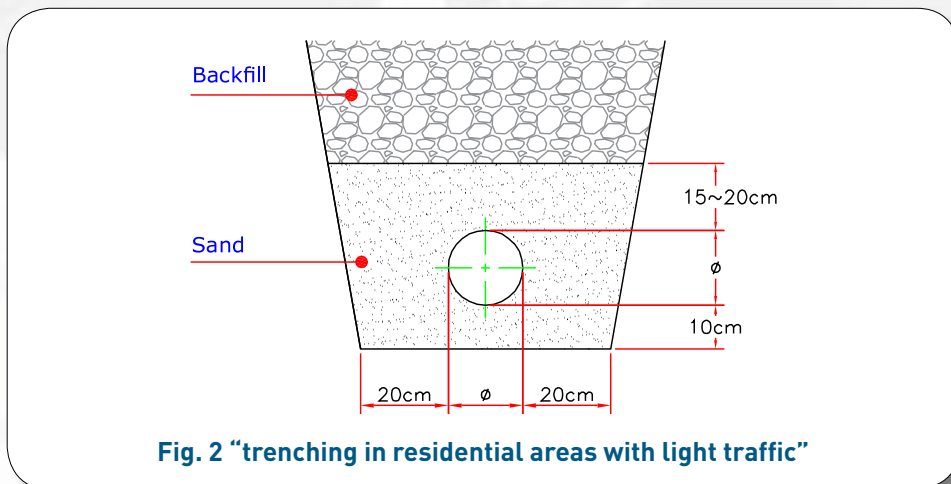 Backfill
15~20cm
Sand
ø
10cm
20cm ø 20cm
Fig. 2 “trenching in residential areas with light traffic”